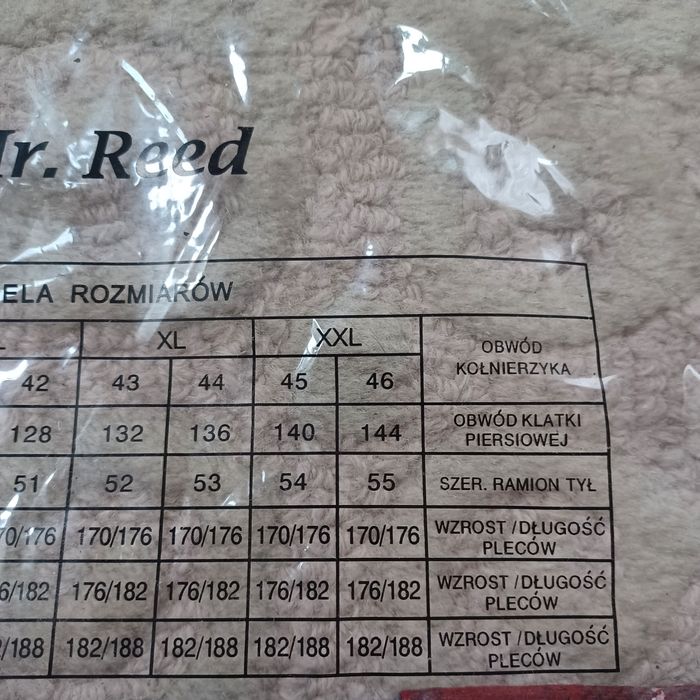 Mr. Reed
ELA ROZMIARÓW
L XL XXL OBWÓD
KOŁNIERZYKA
42 43 44 45 46
128 132 136 140 144 OBWÓD KLATKI
PIERSIOWEJ
51 52 53 54 55 SZER. RAMION TYŁ
70/176 170/176 170/176 170/176 170/176 WZROST /DŁUGOŚĆ
PLECÓW
6/182 176/182 176/182 176/182 176/182 WZROST /DŁUGOŚĆ
PLECÓW
2/188 182/188 182/188 182/188 182/188 WZROST /DŁUGOŚĆ
PLECÓW